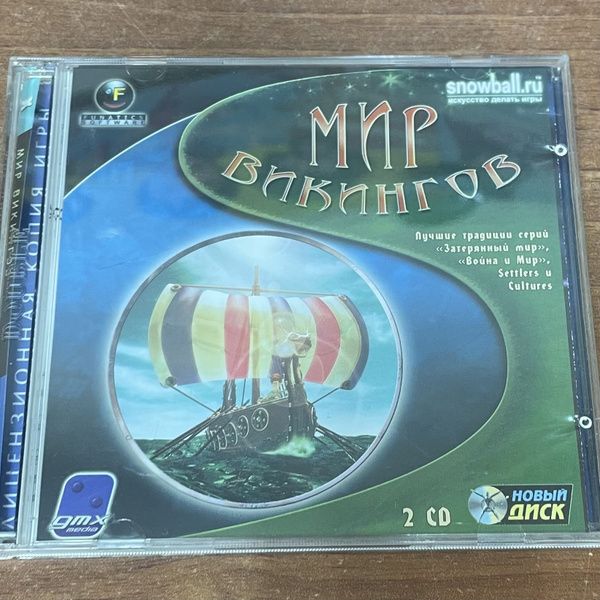 F
FUNATICS
SOFTWARE
snowball.ru
искусство делать игры
МИР
ВИКИНГОВ
Лучшие традиции серий
«Затерянный мир»,
«Война и Мир»,
Settlers и
Cultures
2 CD
НОВЫЙ
ДИСК
gmx
media
ЛИЦЕНЗИОННАЯ КОПИЯ ИГРЫ